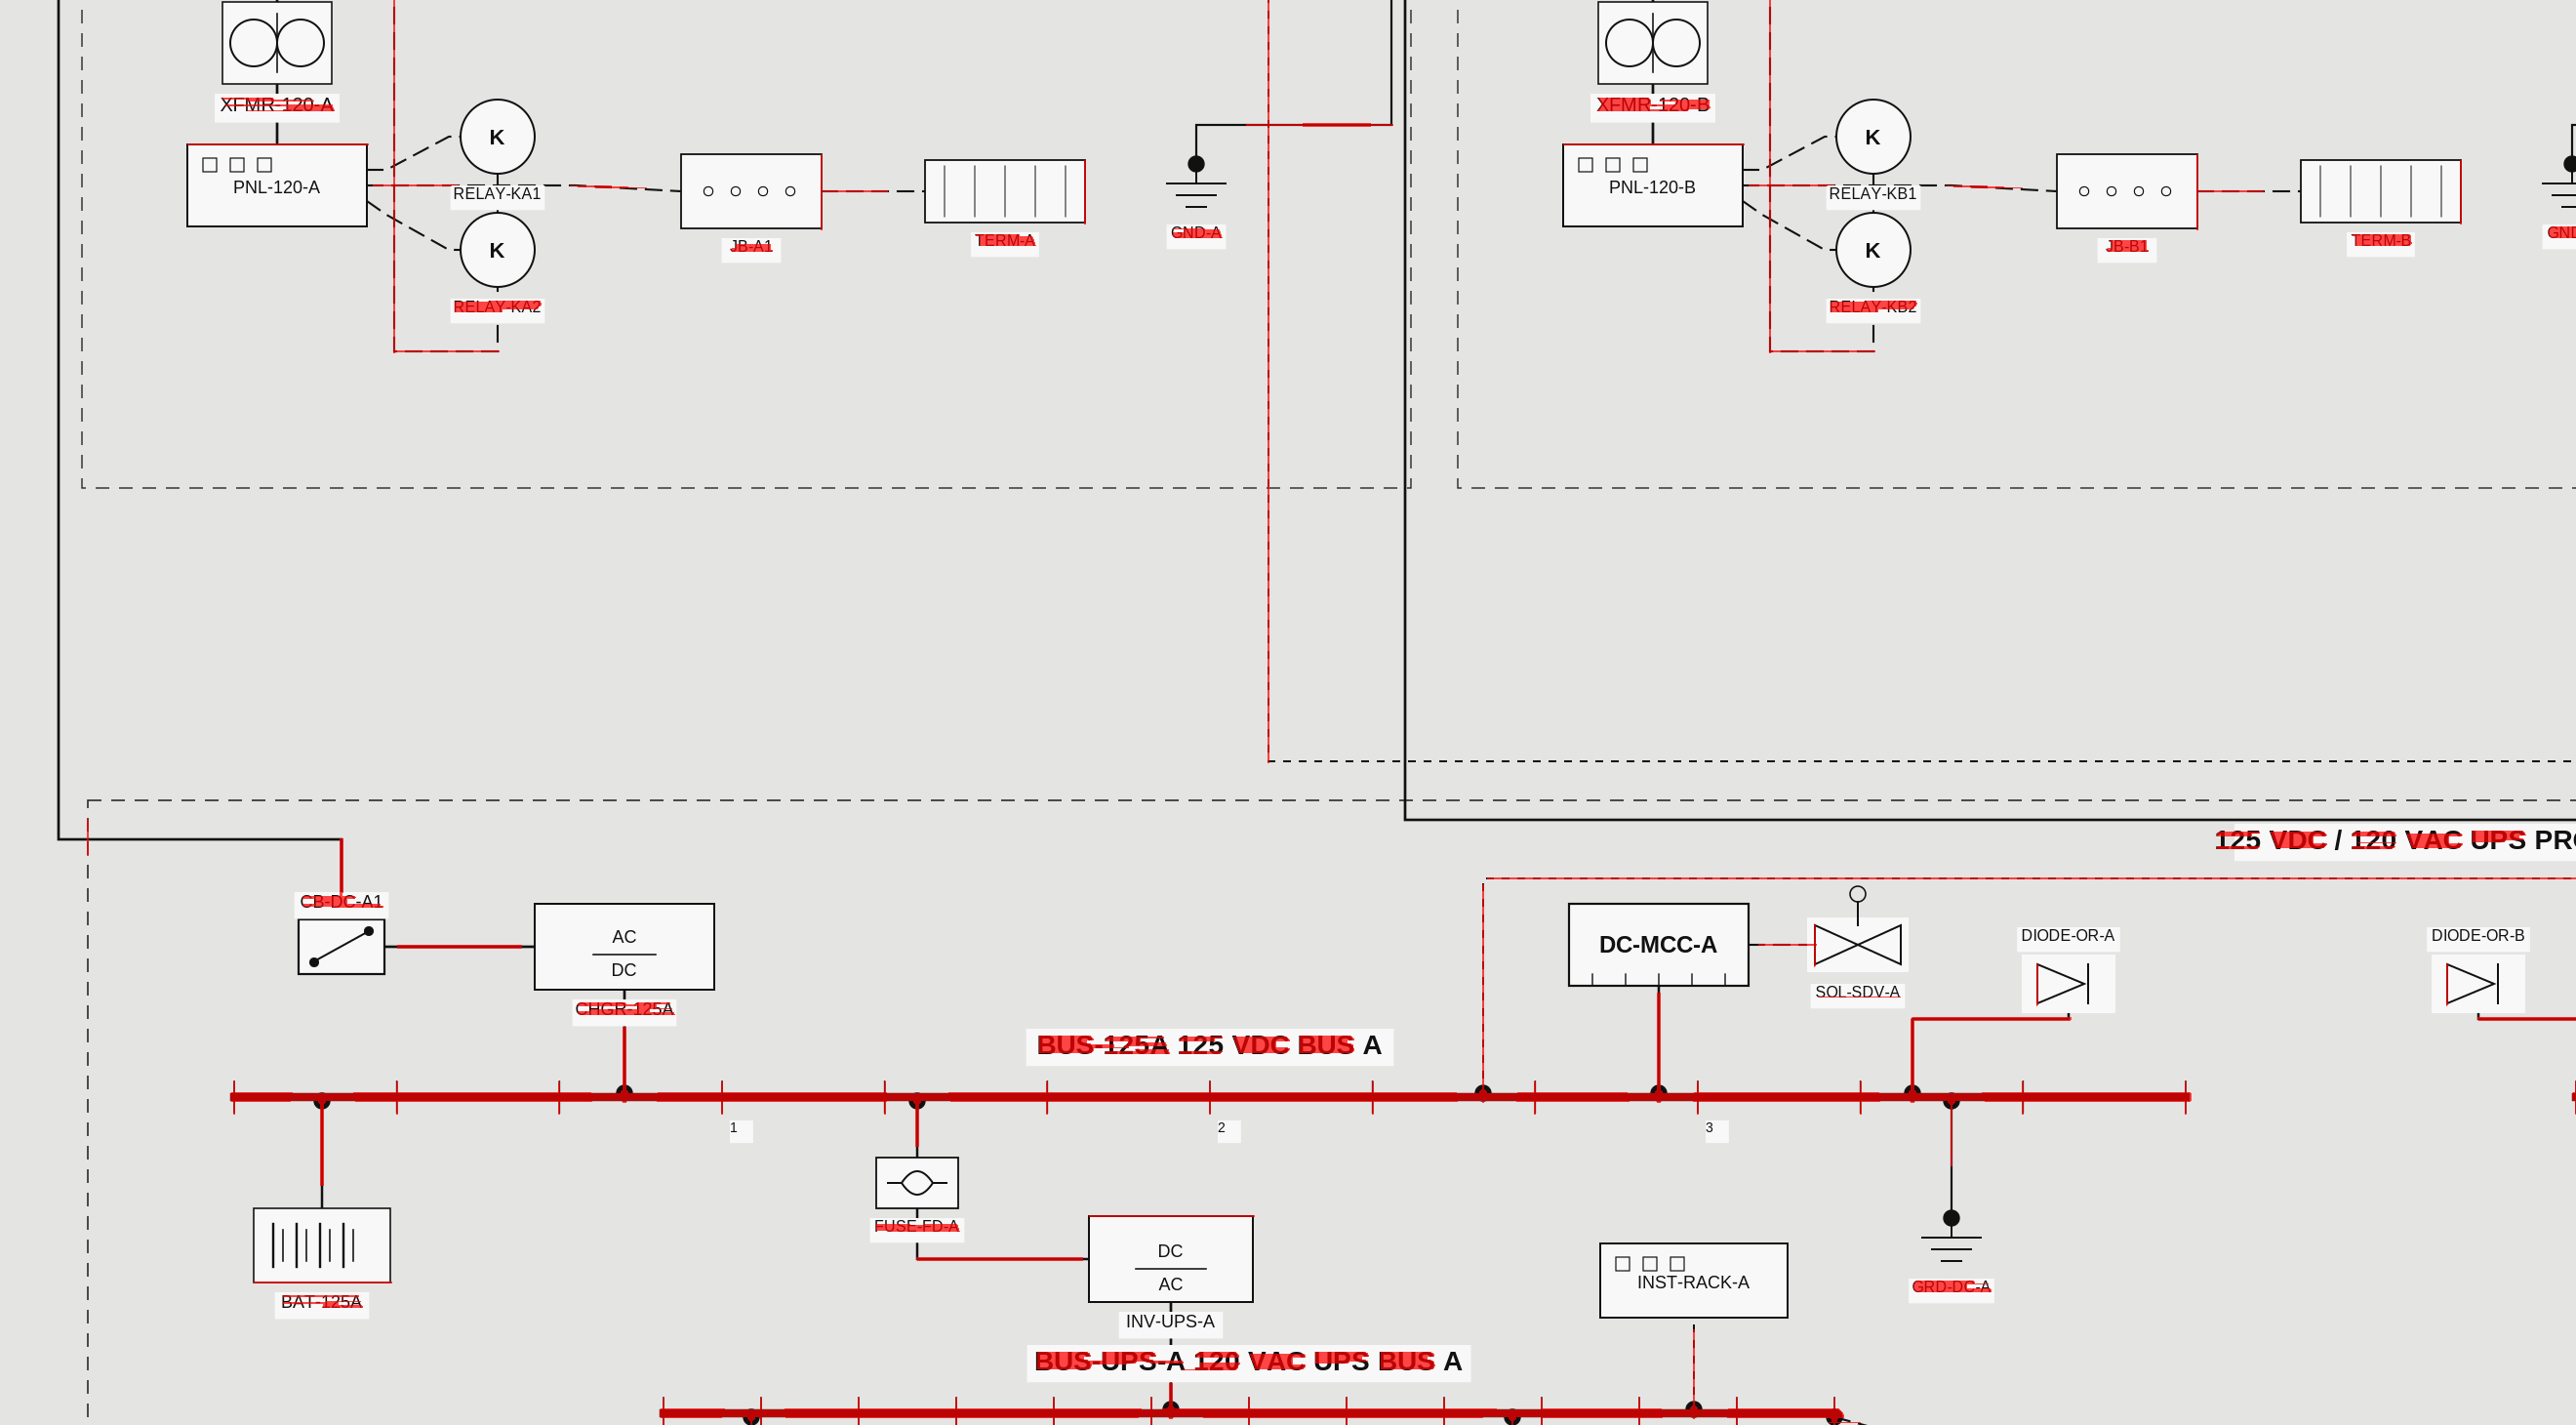 XFMR-120-A
XFMR-120-B
K
K
PNL-120-A
RELAY-KA1
PNL-120-B
RELAY-KB1
K
JB-A1
TERM-A
GND-A
K
JB-B1
TERM-B
RELAY-KA2
RELAY-KB2
125 VDC / 120 VAC UPS
CB-DC-A1
AC
DC
DC-MCC-A
DIODE-OR-A
DIODE-OR-B
SOL-SDV-A
CHGR-125A
BUS-125A 125 VDC BUS A
1
2
3
FUSE-FD-A
DC
AC
INST-RACK-A
GRD-DC-A
BAT-125A
INV-UPS-A
BUS-UPS-A 120 VAC UPS BUS A